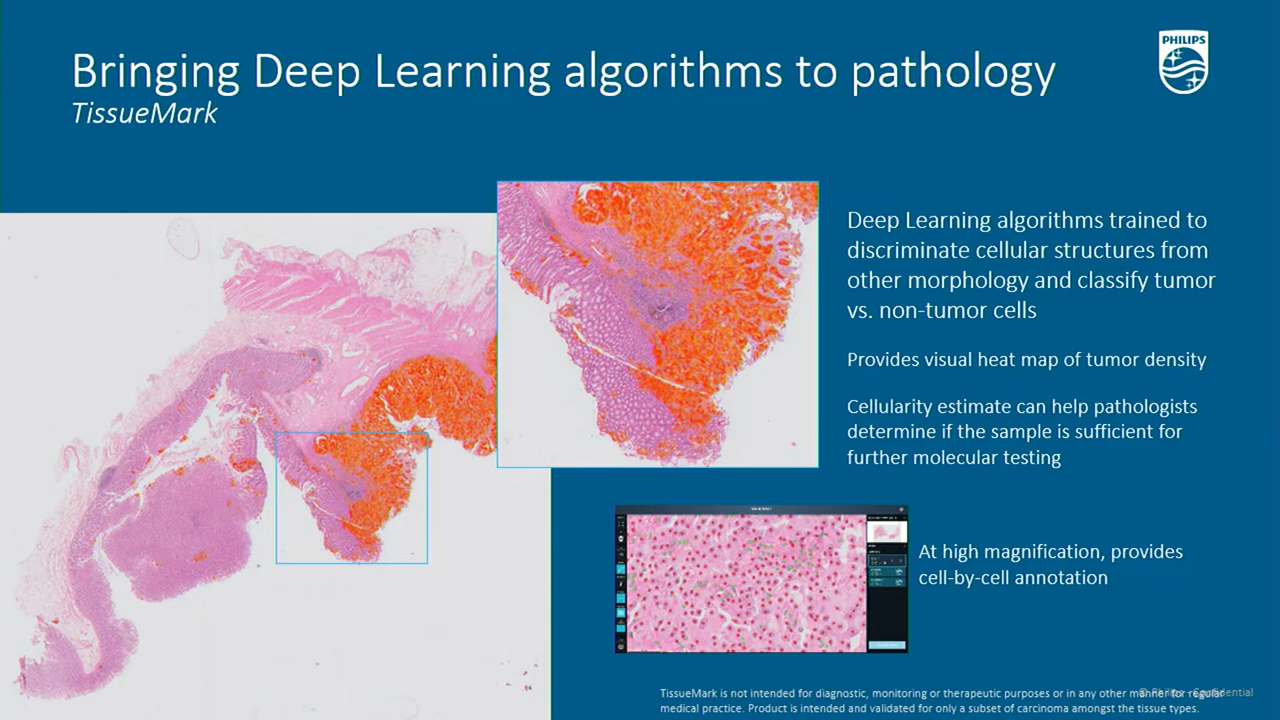 Bringing Deep Learning algorithms to pathology
TissueMark
PHILIPS
Deep Learning algorithms trained to
discriminate cellular structures from
other morphology and classify tumor
vs. non-tumor cells
Provides visual heat map of tumor density
Cellularity estimate can help pathologists
determine if the sample is sufficient for
further molecular testing
At high magnification, provides
cell-by-cell annotation
TissueMark is not intended for diagnostic, monitoring or therapeutic purposes or in any other manner for regular
medical practice. Product is intended and validated for only a subset of carcinoma amongst the tissue types.
© Philips - Confidential